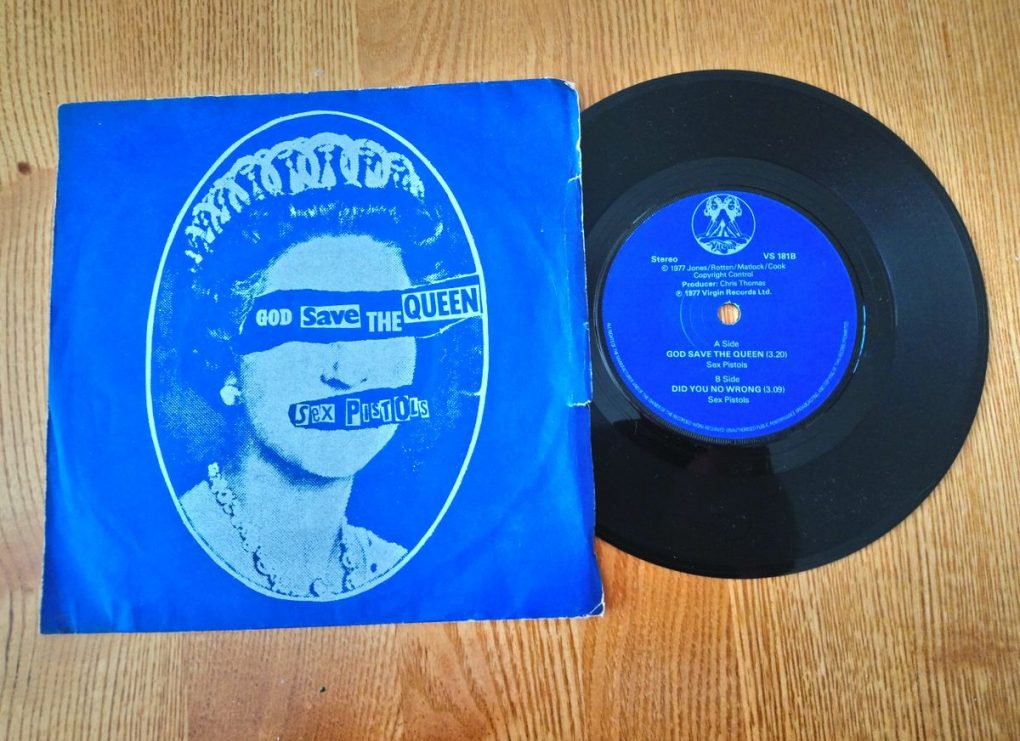 GOD save THE QUEEN
Sex PISTOLS
Virgin
Stereo
VS 181B
© 1977 Jones/Rotten/Matlock/Cook
Copyright Control
Producer: Chris Thomas
℗ 1977 Virgin Records Ltd.
A Side
GOD SAVE THE QUEEN (3.20)
Sex Pistols
B Side
DID YOU NO WRONG (3.09)
Sex Pistols